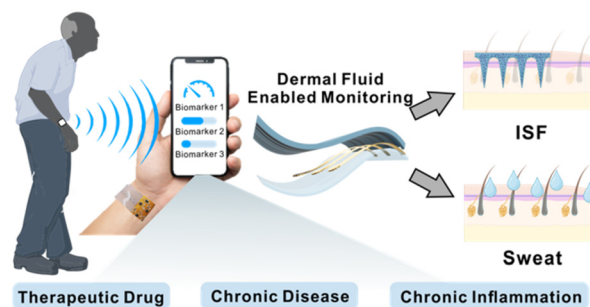 Dermal Fluid
Enabled Monitoring
Biomarker 1
Biomarker 2
Biomarker 3
ISF
Sweat
Therapeutic Drug
Chronic Disease
Chronic Inflammation